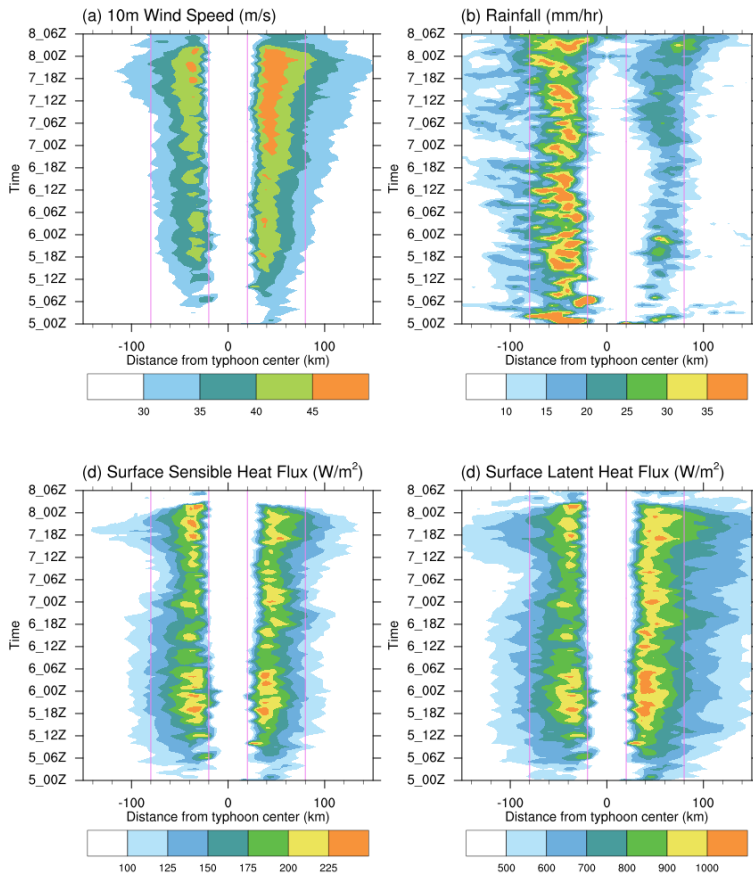 (a) 10m Wind Speed (m/s)
8_06Z
8_00Z
7_18Z
7_12Z
7_06Z
7_00Z
6_18Z
6_12Z
6_06Z
6_00Z
5_18Z
5_12Z
5_06Z
5_00Z
Time
-100 0 100
Distance from typhoon center (km)
30 35 40 45
(b) Rainfall (mm/hr)
8_06Z
8_00Z
7_18Z
7_12Z
7_06Z
7_00Z
6_18Z
6_12Z
6_06Z
6_00Z
5_18Z
5_12Z
5_06Z
5_00Z
Time
-100 0 100
Distance from typhoon center (km)
10 15 20 25 30 35
(d) Surface Sensible Heat Flux (W/m²)
8_06Z
8_00Z
7_18Z
7_12Z
7_06Z
7_00Z
6_18Z
6_12Z
6_06Z
6_00Z
5_18Z
5_12Z
5_06Z
5_00Z
Time
-100 0 100
Distance from typhoon center (km)
100 125 150 175 200 225
(d) Surface Latent Heat Flux (W/m²)
8_06Z
8_00Z
7_18Z
7_12Z
7_06Z
7_00Z
6_18Z
6_12Z
6_06Z
6_00Z
5_18Z
5_12Z
5_06Z
5_00Z
Time
-100 0 100
Distance from typhoon center (km)
500 600 700 800 900 1000